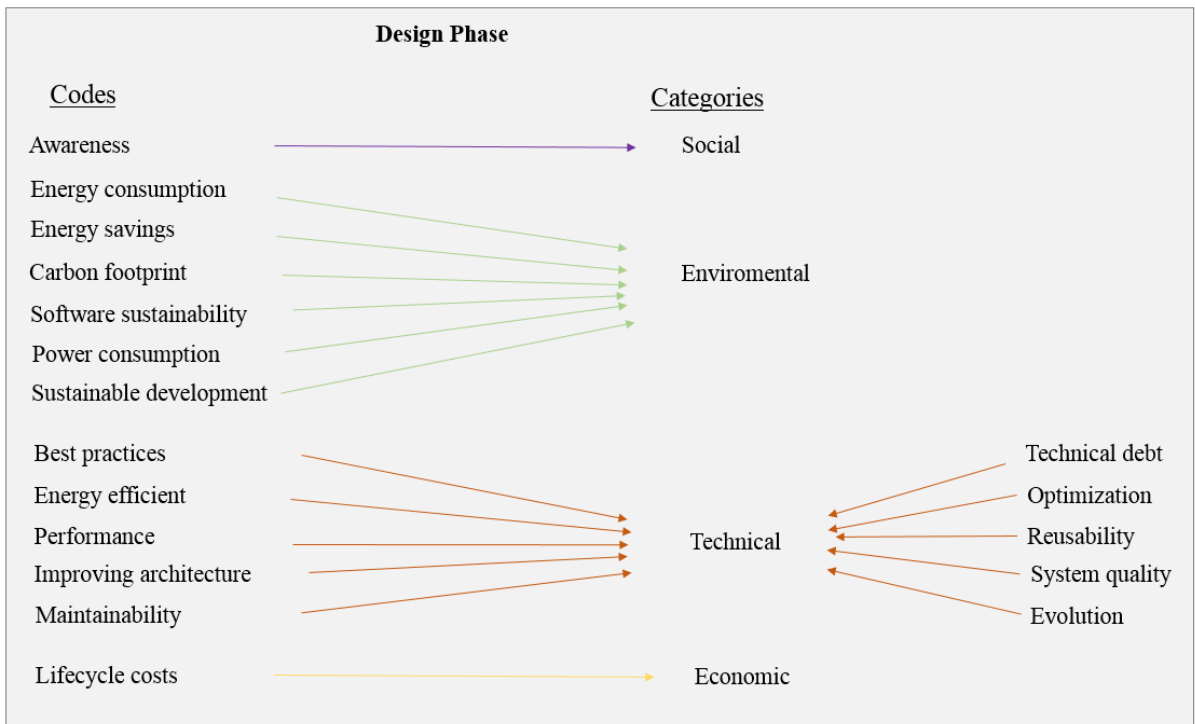 Design Phase
Codes
Categories
Awareness
Social
Energy consumption
Energy savings
Carbon footprint
Enviromental
Software sustainability
Power consumption
Sustainable development
Best practices
Technical debt
Energy efficient
Optimization
Performance
Technical
Reusability
Improving architecture
System quality
Maintainability
Evolution
Lifecycle costs
Economic